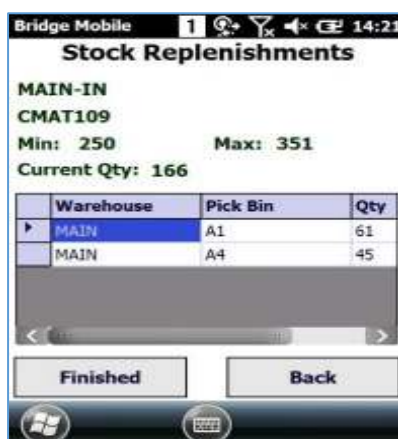 Bridge Mobile 1 14:21
Stock Replenishments
MAIN-IN
CMAT109
Min: 250 Max: 351
Current Qty: 166
Warehouse Pick Bin Qty
MAIN A1 61
MAIN A4 45
Finished Back